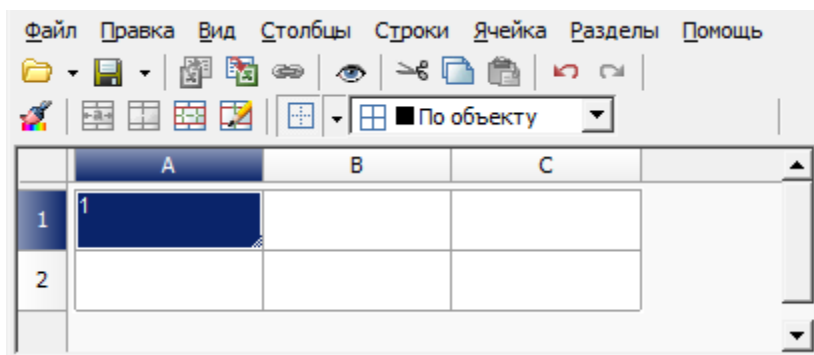 Файл Правка Вид Столбцы Строки Ячейка Разделы Помощь
a
По объекту
A B C
1 1
2